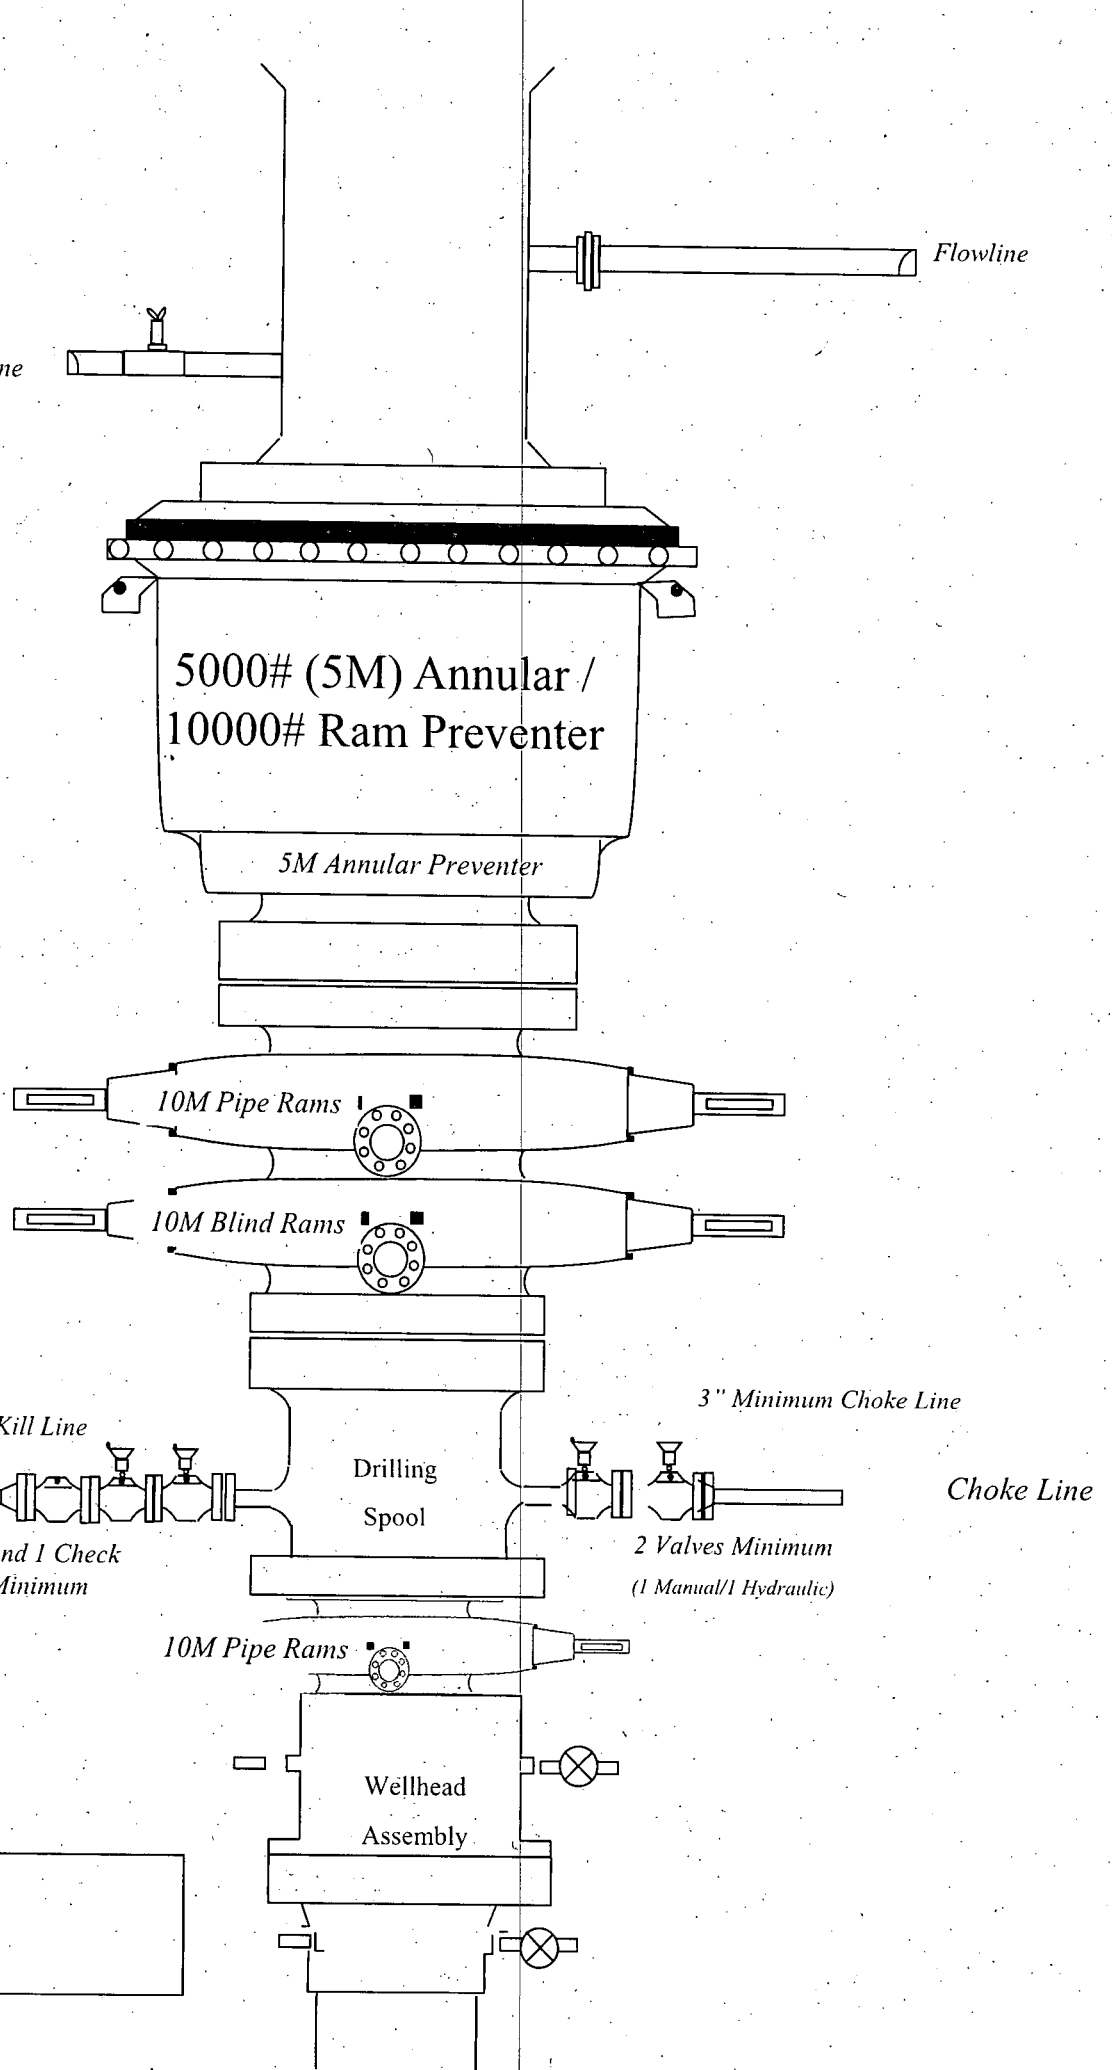 Flowline
ne
5000# (5M) Annular /
10000# Ram Preventer
5M Annular Preventer
10M Pipe Rams
10M Blind Rams
3" Minimum Choke Line
Kill Line
Drilling
Spool
Choke Line
nd 1 Check
Minimum
2 Valves Minimum
(1 Manual/1 Hydraulic)
10M Pipe Rams
Wellhead
Assembly